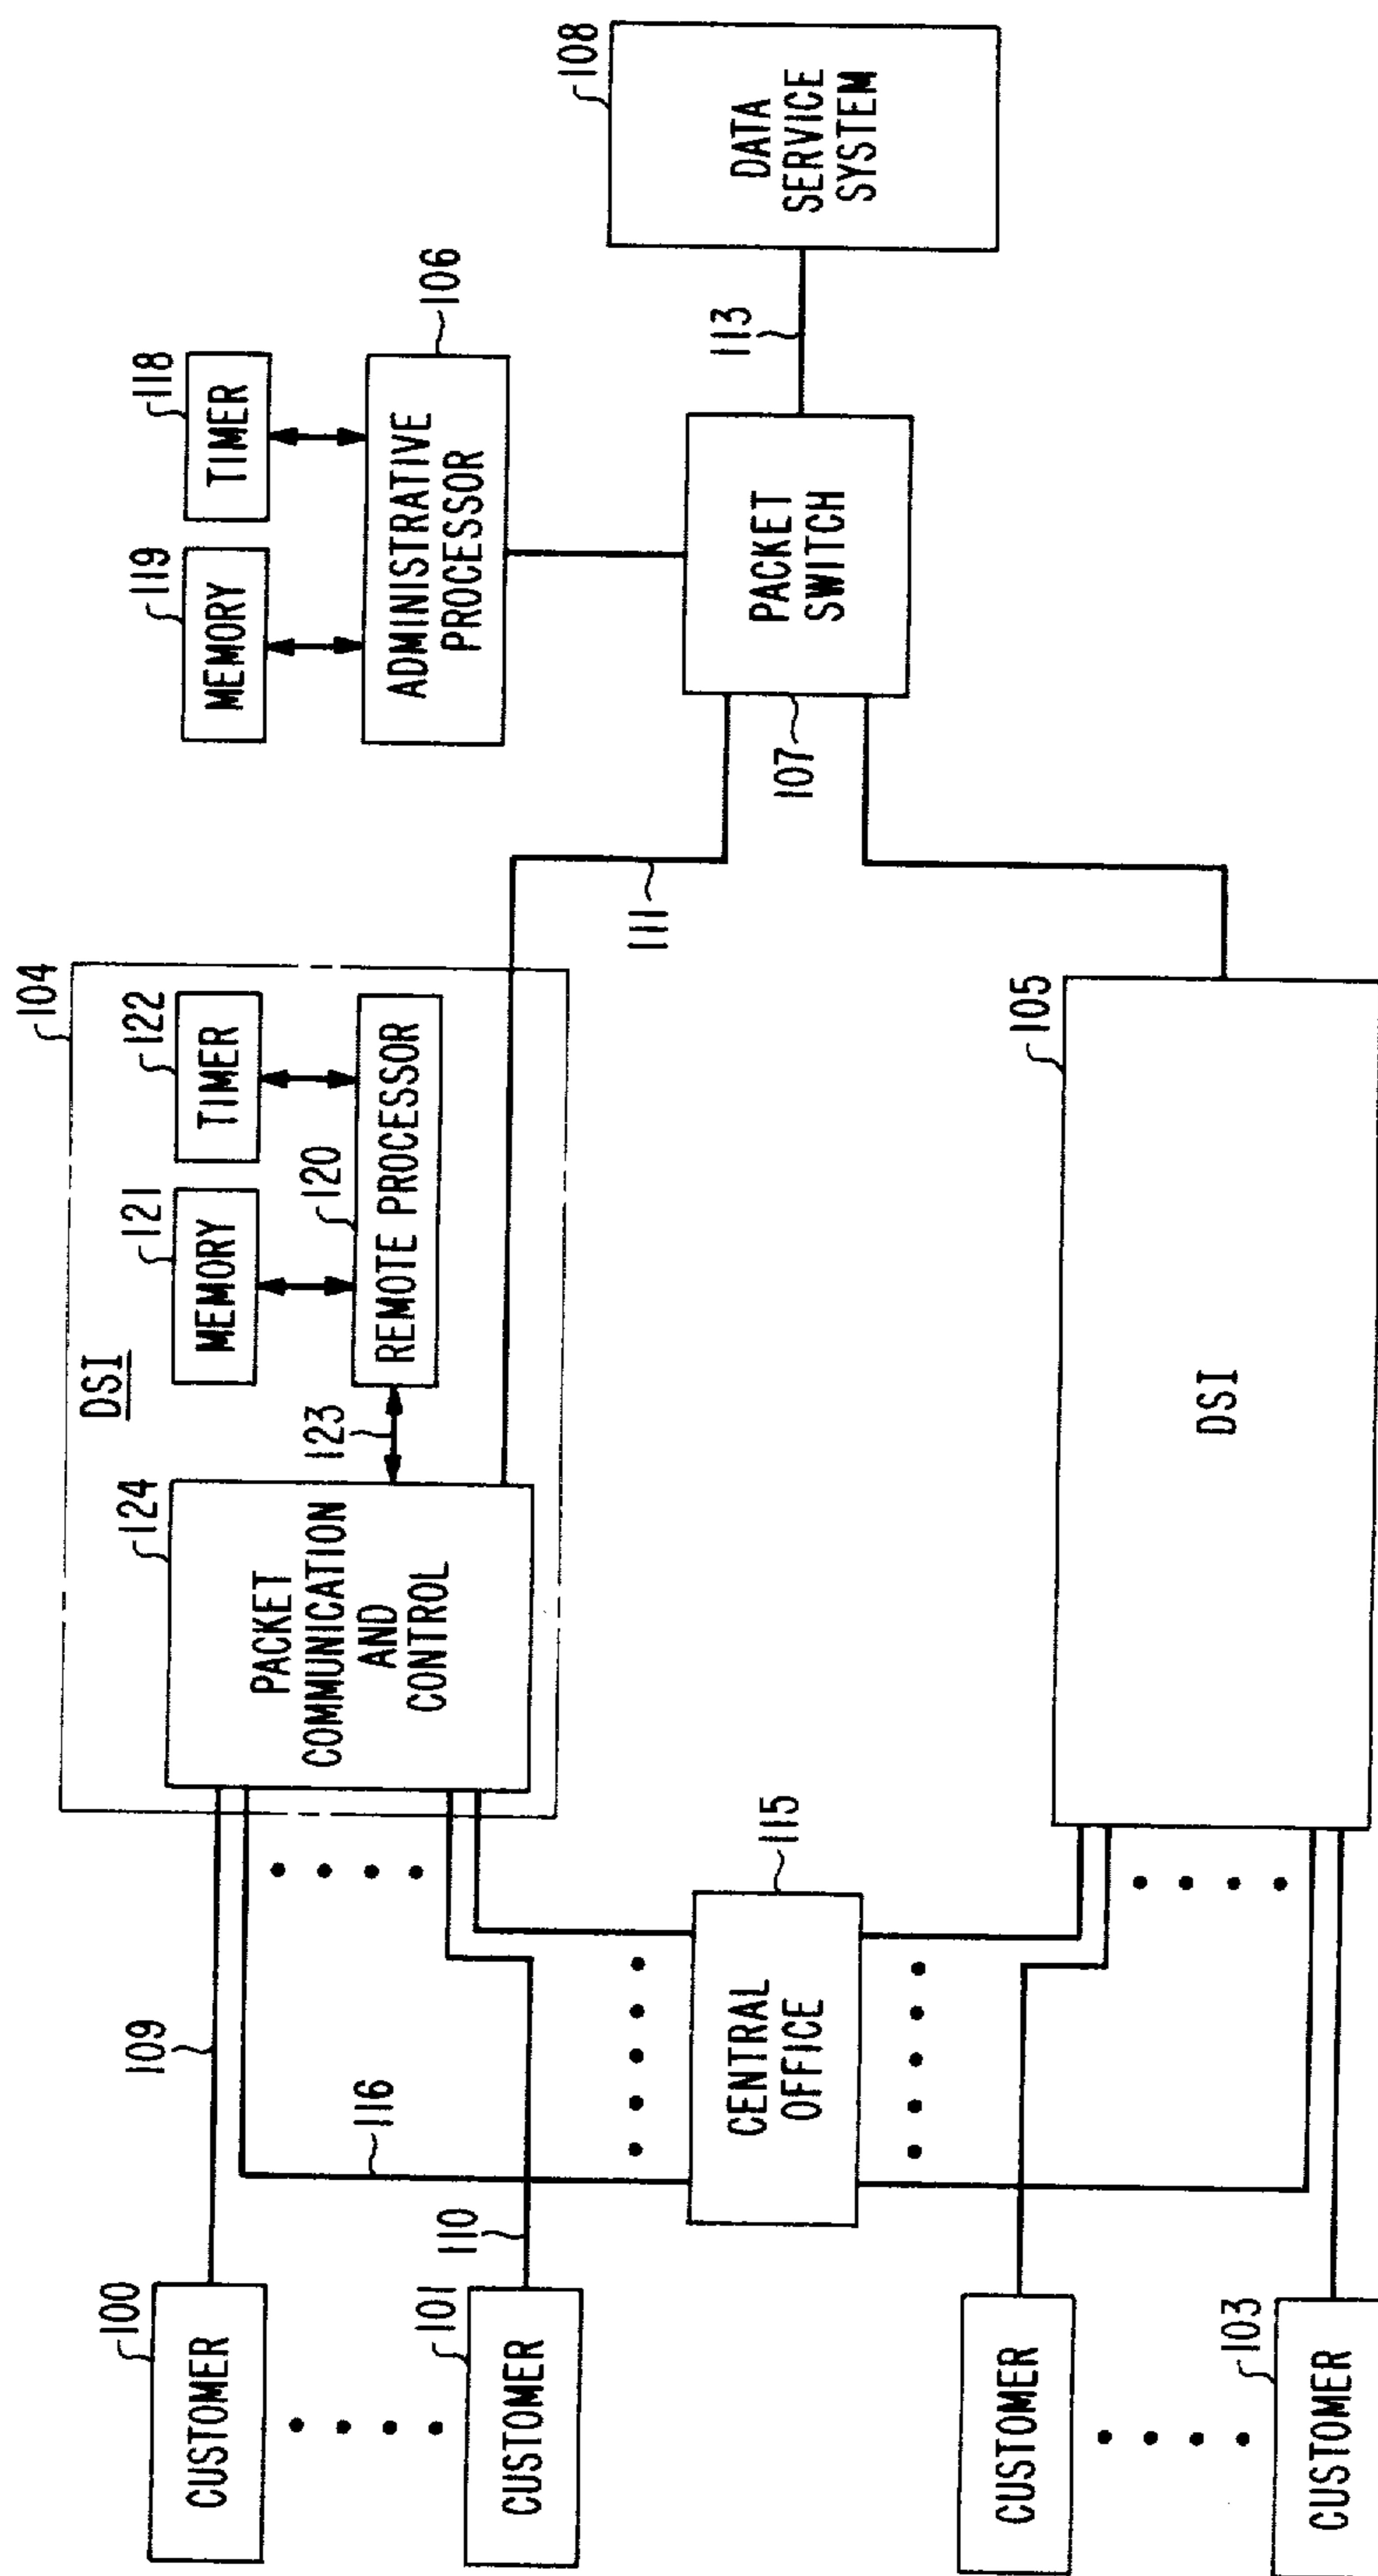 104
DSI
124
PACKET
COMMUNICATION
AND
CONTROL
121
MEMORY
122
TIMER
120
REMOTE PROCESSOR
123
119
MEMORY
118
TIMER
106
ADMINISTRATIVE
PROCESSOR
100
CUSTOMER
109
116
101
CUSTOMER
110
111
115
CENTRAL
OFFICE
107
PACKET
SWITCH
113
108
DATA
SERVICE
SYSTEM
CUSTOMER
103
CUSTOMER
105
DSI